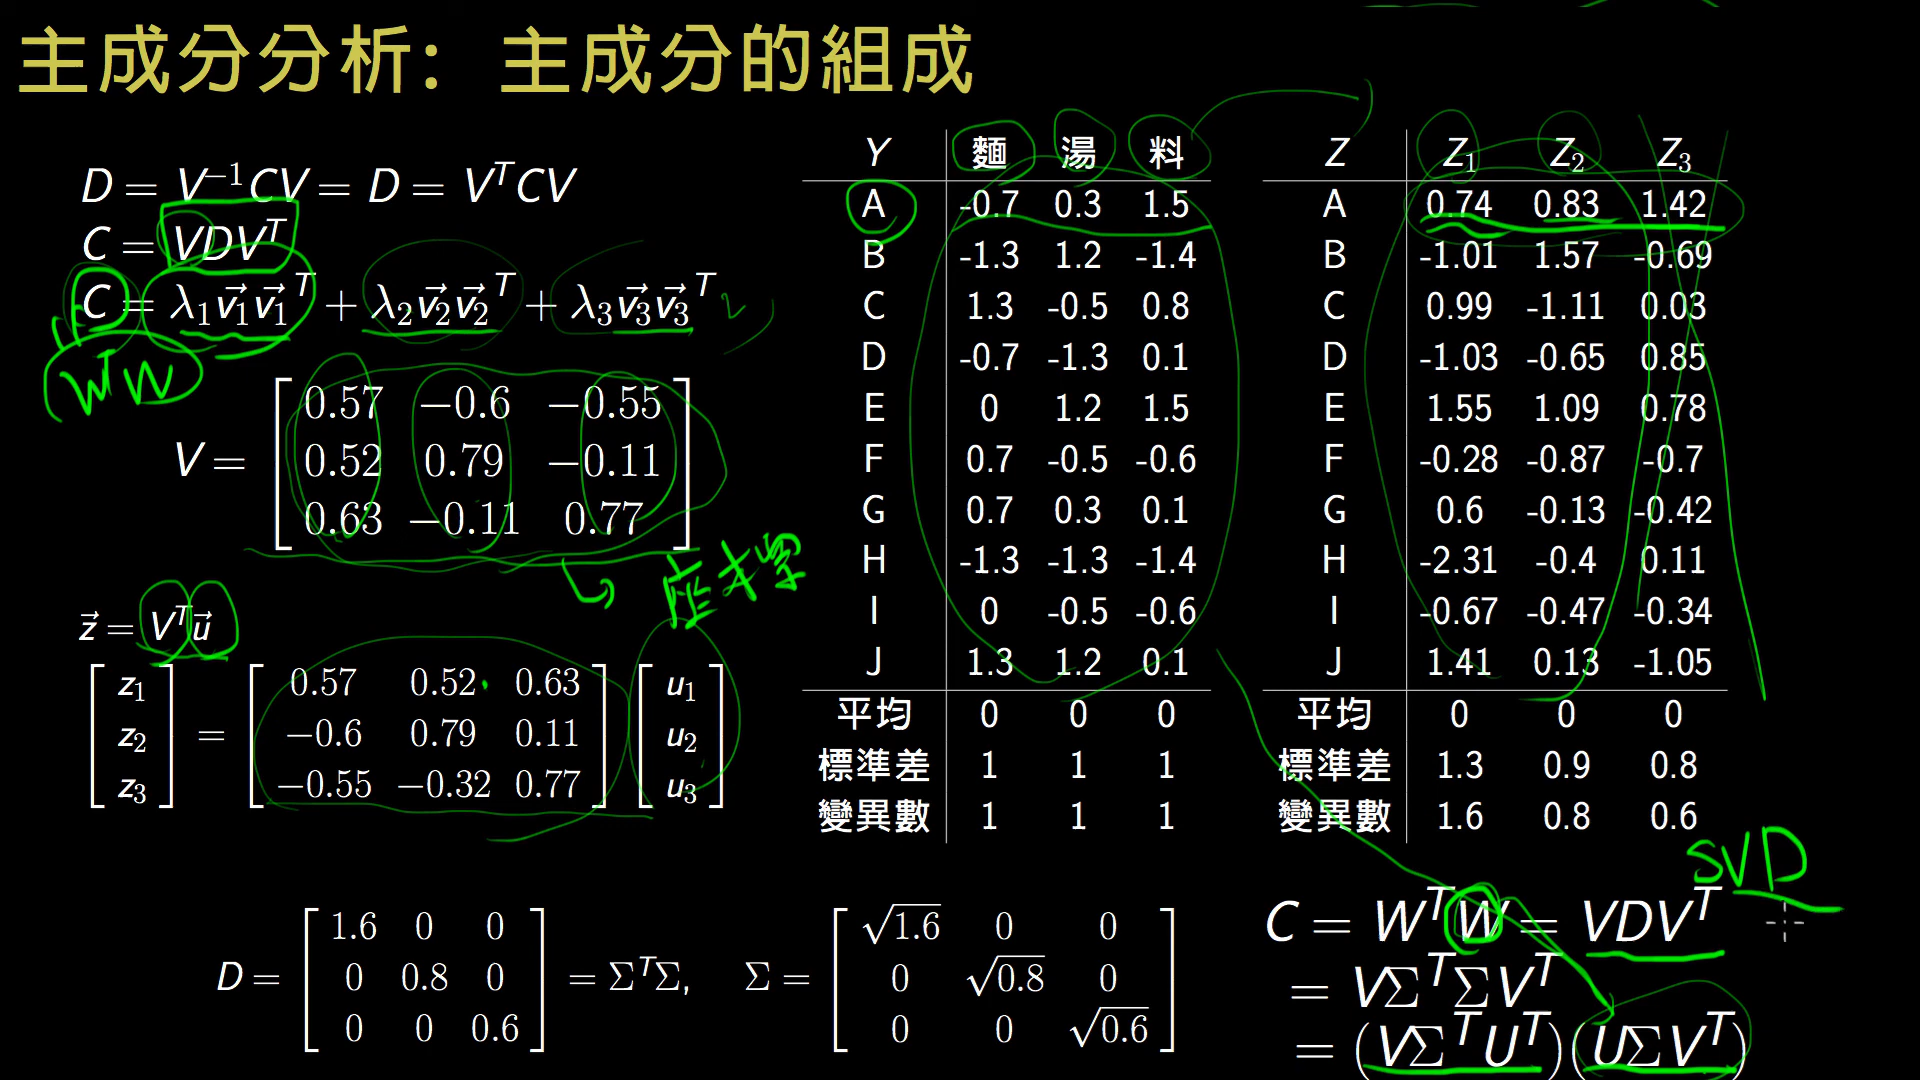 主成分分析: 主成分的組成
D = V⁻¹CV = D = VᵀCV
C = VDVᵀ
C = λ₁v⃗₁v⃗₁ᵀ + λ₂v⃗₂v⃗₂ᵀ + λ₃v⃗₃v⃗₃ᵀ
WᵀW
V =
0.57 −0.6 −0.55
0.52 0.79 −0.11
0.63 −0.11 0.77
z⃗ = Vᵀu⃗
z₁ = 0.57 0.52 0.63 u₁
z₂ = −0.6 0.79 0.11 u₂
z₃ = −0.55 −0.32 0.77 u₃
Y 麵 湯 料
A -0.7 0.3 1.5
B -1.3 1.2 -1.4
C 1.3 -0.5 0.8
D -0.7 -1.3 0.1
E 0 1.2 1.5
F 0.7 -0.5 -0.6
G 0.7 0.3 0.1
H -1.3 -1.3 -1.4
I 0 -0.5 -0.6
J 1.3 1.2 0.1
平均 0 0 0
標準差 1 1 1
變異數 1 1 1
Z Z₁ Z₂ Z₃
A 0.74 0.83 1.42
B -1.01 1.57 -0.69
C 0.99 -1.11 0.03
D -1.03 -0.65 0.85
E 1.55 1.09 0.78
F -0.28 -0.87 -0.7
G 0.6 -0.13 -0.42
H -2.31 -0.4 0.11
I -0.67 -0.47 -0.34
J 1.41 0.13 -1.05
平均 0 0 0
標準差 1.3 0.9 0.8
變異數 1.6 0.8 0.6
D =
1.6 0 0
0 0.8 0
0 0 0.6
= ΣᵀΣ, Σ =
√1.6 0 0
0 √0.8 0
0 0 √0.6
SVD
C = WᵀW = VDVᵀ
= VΣᵀΣVᵀ
= (VΣᵀUᵀ)(UΣVᵀ)